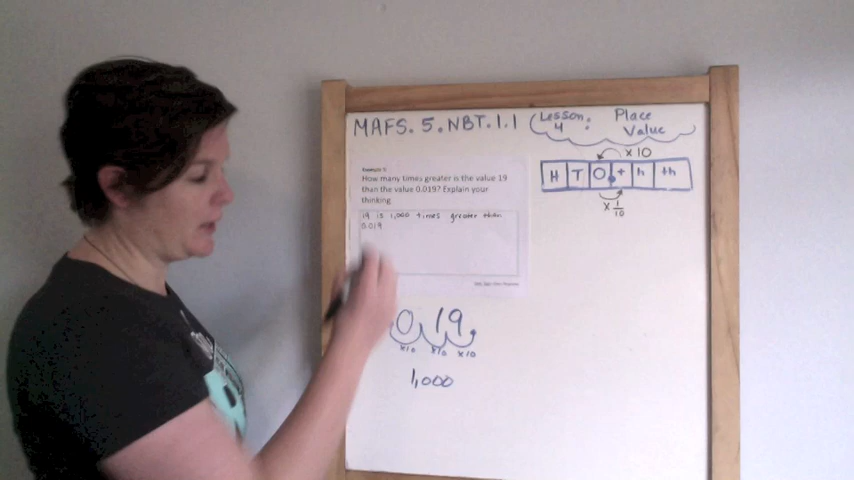 MAFS.5.NBT.1.1
Lesson 4: Place Value
x 10
H T O . t h th
x 1/10
How many times greater is the value 19
than the value 0.019? Explain your
thinking
19 is 1,000 times greater than
0.019
0 19
x10 x10 x10
1,000